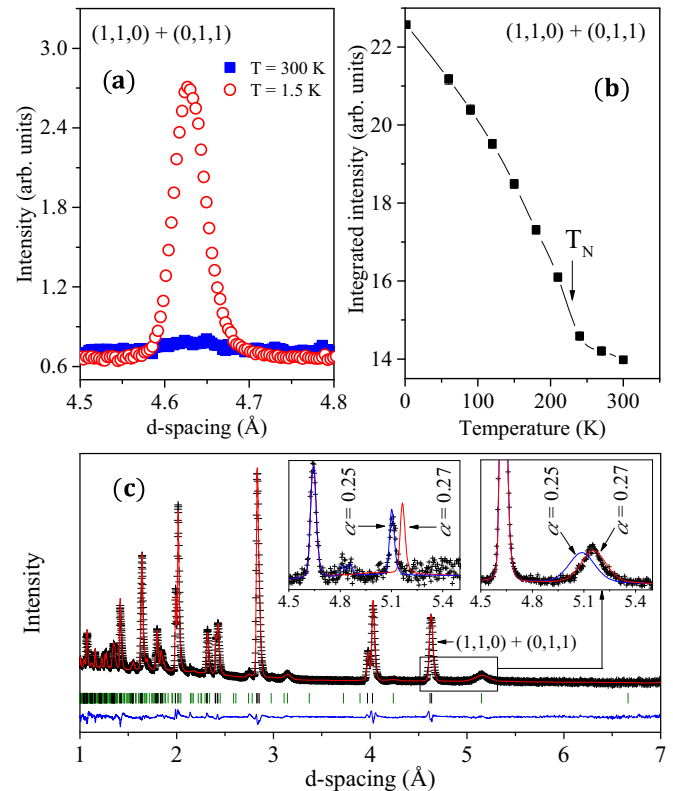 (1,1,0) + (0,1,1)
(a)
T = 300 K
T = 1.5 K
3.0
2.4
1.8
1.2
0.6
4.5 4.6 4.7 4.8
Intensity (arb. units)
d-spacing (Å)
(1,1,0) + (0,1,1)
(b)
T_N
22
20
18
16
14
0 100 200 300
Integrated intensity (arb. units)
Temperature (K)
(c)
α = 0.25
α = 0.27
4.5 4.8 5.1 5.4
α = 0.25
α = 0.27
4.5 4.8 5.1 5.4
(1,1,0) + (0,1,1)
Intensity
1 2 3 4 5 6 7
d-spacing (Å)